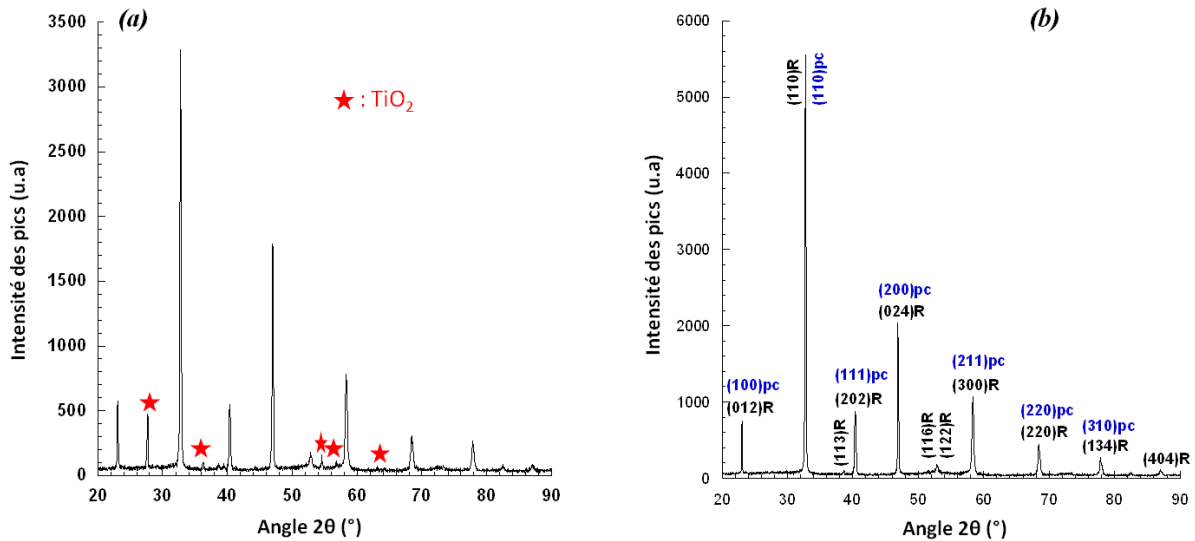 (a)
Intensité des pics (u.a)
3500
3000
2500
2000
1500
1000
500
0
: TiO₂
20 30 40 50 60 70 80 90
Angle 2θ (°)
(b)
Intensité des pics (u.a)
6000
5000
4000
3000
2000
1000
0
(110)R
(110)pc
(100)pc
(012)R
(113)R
(111)pc
(202)R
(200)pc
(024)R
(116)R
(122)R
(211)pc
(300)R
(220)pc
(220)R
(310)pc
(134)R
(404)R
20 30 40 50 60 70 80 90
Angle 2θ (°)